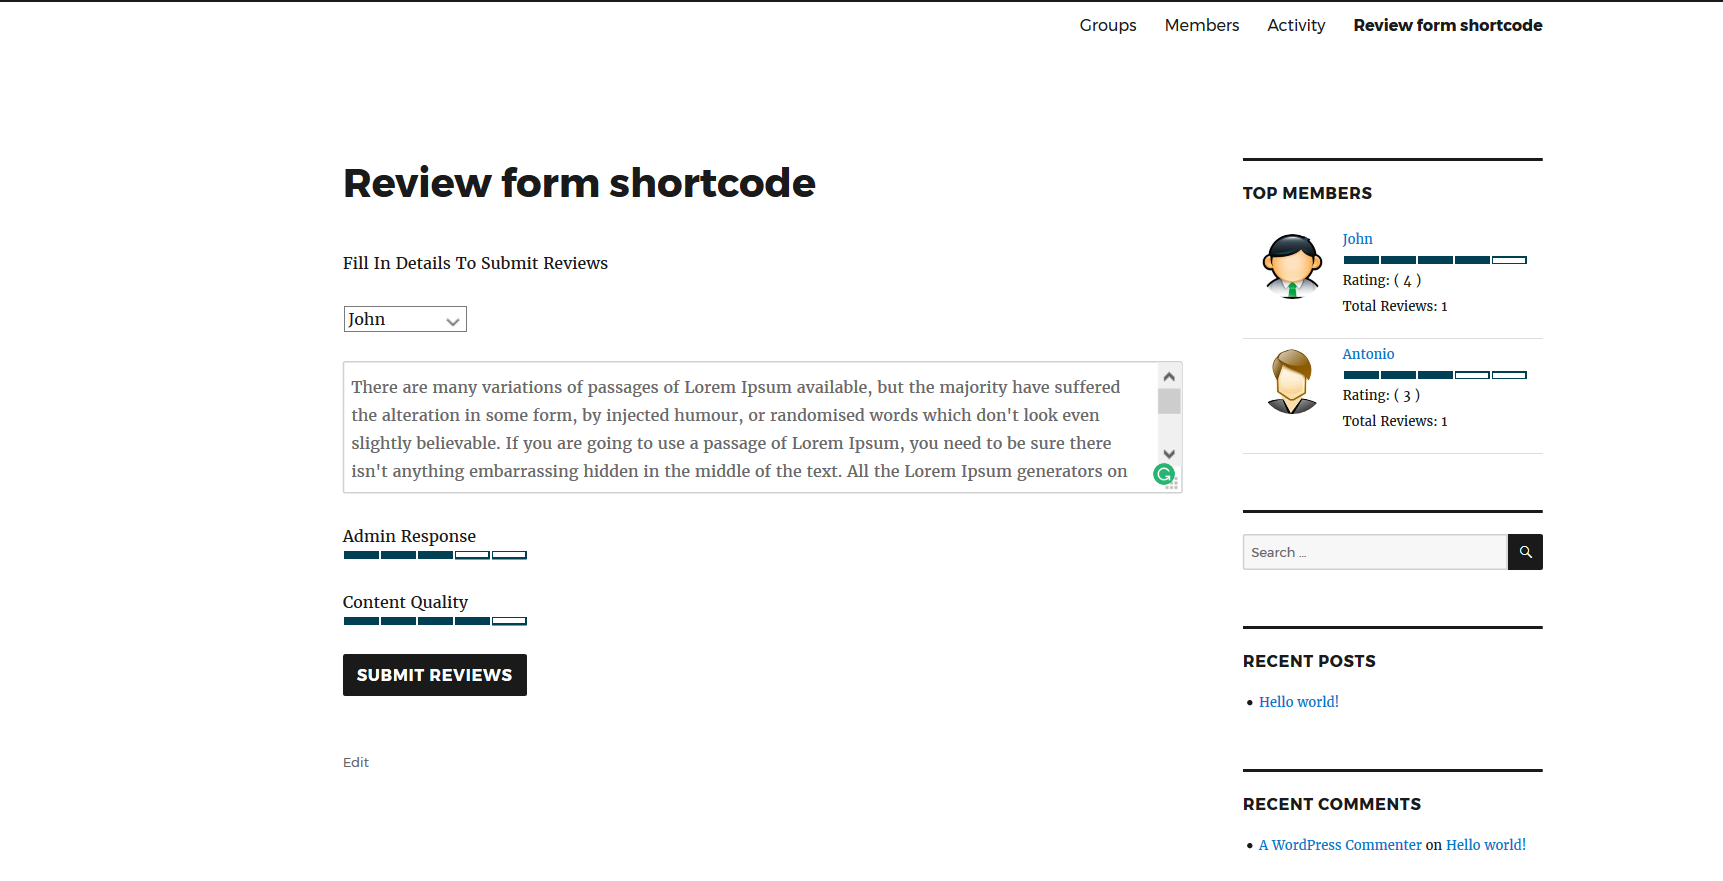 Groups Members Activity Review form shortcode
Review form shortcode
Fill In Details To Submit Reviews
John
There are many variations of passages of Lorem Ipsum available, but the majority have suffered
the alteration in some form, by injected humour, or randomised words which don't look even
slightly believable. If you are going to use a passage of Lorem Ipsum, you need to be sure there
isn't anything embarrassing hidden in the middle of the text. All the Lorem Ipsum generators on
Admin Response
Content Quality
SUBMIT REVIEWS
Edit
TOP MEMBERS
John
Rating: ( 4 )
Total Reviews: 1
Antonio
Rating: ( 3 )
Total Reviews: 1
Search ...
RECENT POSTS
Hello world!
RECENT COMMENTS
A WordPress Commenter on Hello world!